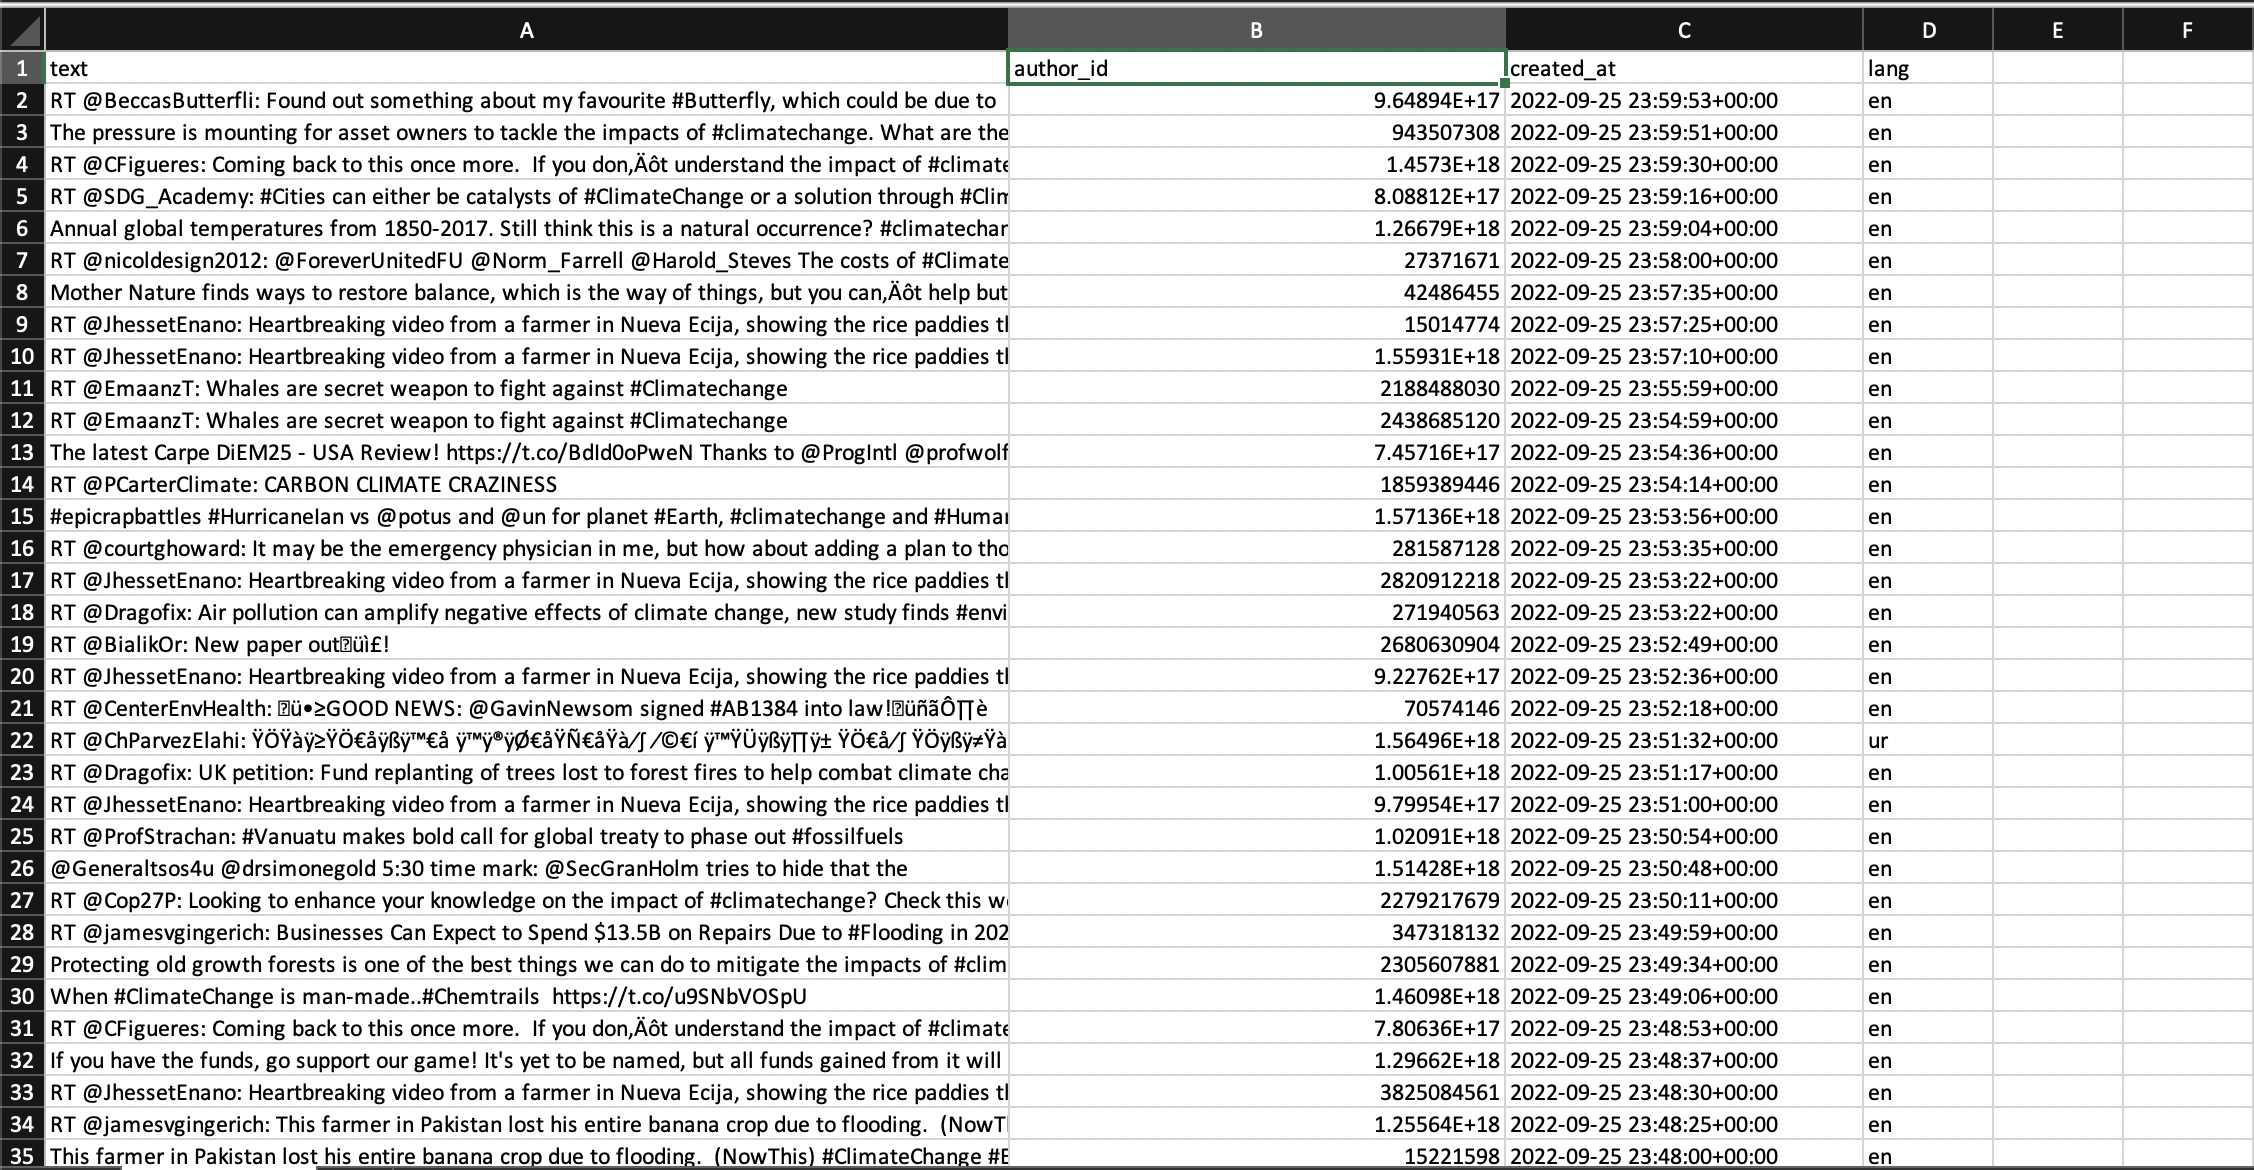 A B C D E F
1 text author_id created_at lang
2 RT @BeccasButterfli: Found out something about my favourite #Butterfly, which could be due to 9.64894E+17 2022-09-25 23:59:53+00:00 en
3 The pressure is mounting for asset owners to tackle the impacts of #climatechange. What are the 943507308 2022-09-25 23:59:51+00:00 en
4 RT @CFigueres: Coming back to this once more.  If you don‚Äôt understand the impact of #climate 1.4573E+18 2022-09-25 23:59:30+00:00 en
5 RT @SDG_Academy: #Cities can either be catalysts of #ClimateChange or a solution through #Clim 8.08812E+17 2022-09-25 23:59:16+00:00 en
6 Annual global temperatures from 1850-2017. Still think this is a natural occurrence? #climatechar 1.26679E+18 2022-09-25 23:59:04+00:00 en
7 RT @nicoldesign2012: @ForeverUnitedFU @Norm_Farrell @Harold_Steves The costs of #Climate 27371671 2022-09-25 23:58:00+00:00 en
8 Mother Nature finds ways to restore balance, which is the way of things, but you can‚Äôt help but 42486455 2022-09-25 23:57:35+00:00 en
9 RT @JhessetEnano: Heartbreaking video from a farmer in Nueva Ecija, showing the rice paddies 15014774 2022-09-25 23:57:25+00:00 en
10 RT @JhessetEnano: Heartbreaking video from a farmer in Nueva Ecija, showing the rice paddies 1.55931E+18 2022-09-25 23:57:10+00:00 en
11 RT @EmaanzT: Whales are secret weapon to fight against #Climatechange 2188488030 2022-09-25 23:55:59+00:00 en
12 RT @EmaanzT: Whales are secret weapon to fight against #Climatechange 2438685120 2022-09-25 23:54:59+00:00 en
13 The latest Carpe DiEM25 - USA Review! https://t.co/BdId0oPweN Thanks to @ProgIntl @profwolf 7.45716E+17 2022-09-25 23:54:36+00:00 en
14 RT @PCarterClimate: CARBON CLIMATE CRAZINESS 1859389446 2022-09-25 23:54:14+00:00 en
15 #epicrapbattles #HurricaneIan vs @potus and @un for planet #Earth, #climatechange and #Humar 1.57136E+18 2022-09-25 23:53:56+00:00 en
16 RT @courtghoward: It may be the emergency physician in me, but how about adding a plan to tho 281587128 2022-09-25 23:53:35+00:00 en
17 RT @JhessetEnano: Heartbreaking video from a farmer in Nueva Ecija, showing the rice paddies 2820912218 2022-09-25 23:53:22+00:00 en
18 RT @Dragofix: Air pollution can amplify negative effects of climate change, new study finds #envi 271940563 2022-09-25 23:53:22+00:00 en
19 RT @BialikOr: New paper out üì£! 2680630904 2022-09-25 23:52:49+00:00 en
20 RT @JhessetEnano: Heartbreaking video from a farmer in Nueva Ecija, showing the rice paddies 9.22762E+17 2022-09-25 23:52:36+00:00 en
21 RT @CenterEnvHealth: ü•≥GOOD NEWS: @GavinNewsom signed #AB1384 into law!üñãÔ∏è 70574146 2022-09-25 23:52:18+00:00 en
22 RT @ChParvezElahi: 1.56496E+18 2022-09-25 23:51:32+00:00 ur
23 RT @Dragofix: UK petition: Fund replanting of trees lost to forest fires to help combat climate cha 1.00561E+18 2022-09-25 23:51:17+00:00 en
24 RT @JhessetEnano: Heartbreaking video from a farmer in Nueva Ecija, showing the rice paddies 9.79954E+17 2022-09-25 23:51:00+00:00 en
25 RT @ProfStrachan: #Vanuatu makes bold call for global treaty to phase out #fossilfuels 1.02091E+18 2022-09-25 23:50:54+00:00 en
26 @Generaltsos4u @drsimonegold 5:30 time mark: @SecGranHolm tries to hide that the 1.51428E+18 2022-09-25 23:50:48+00:00 en
27 RT @Cop27P: Looking to enhance your knowledge on the impact of #climatechange? Check this w 2279217679 2022-09-25 23:50:11+00:00 en
28 RT @jamesvgingerich: Businesses Can Expect to Spend $13.5B on Repairs Due to #Flooding in 202 347318132 2022-09-25 23:49:59+00:00 en
29 Protecting old growth forests is one of the best things we can do to mitigate the impacts of #clim 2305607881 2022-09-25 23:49:34+00:00 en
30 When #ClimateChange is man-made..#Chemtrails  https://t.co/u9SNbVOSpU 1.46098E+18 2022-09-25 23:49:06+00:00 en
31 RT @CFigueres: Coming back to this once more.  If you don‚Äôt understand the impact of #climate 7.80636E+17 2022-09-25 23:48:53+00:00 en
32 If you have the funds, go support our game! It's yet to be named, but all funds gained from it will 1.29662E+18 2022-09-25 23:48:37+00:00 en
33 RT @JhessetEnano: Heartbreaking video from a farmer in Nueva Ecija, showing the rice paddies 3825084561 2022-09-25 23:48:30+00:00 en
34 RT @jamesvgingerich: This farmer in Pakistan lost his entire banana crop due to flooding.  (NowT 1.25564E+18 2022-09-25 23:48:25+00:00 en
35 This farmer in Pakistan lost his entire banana crop due to flooding.  (NowThis) #ClimateChange #E 15221598 2022-09-25 23:48:00+00:00 en